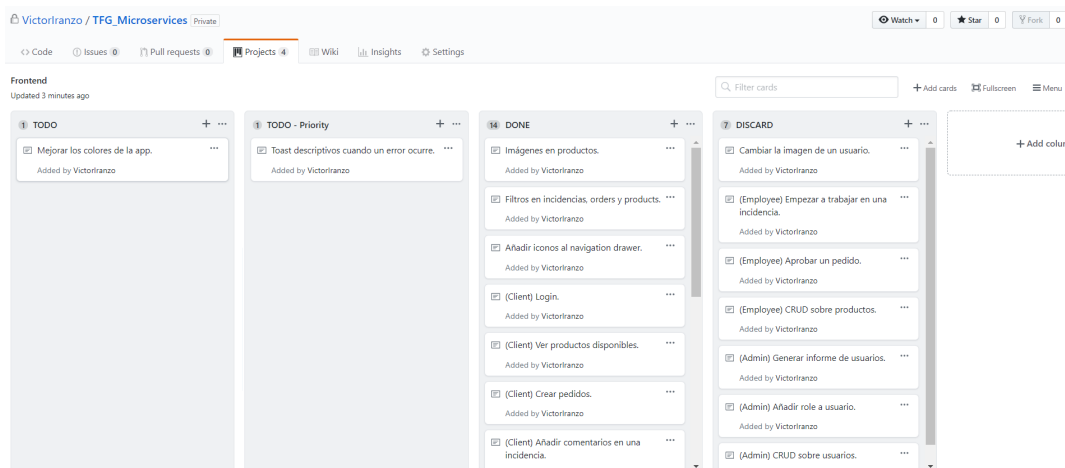 VictorIranzo / TFG_Microservices Private
Watch 0 Star 0 Fork 0
Code Issues 0 Pull requests 0 Projects 4 Wiki Insights Settings
Frontend
Updated 3 minutes ago
Filter cards
+ Add cards Fullscreen Menu
1 TODO
Mejorar los colores de la app.
Added by VictorIranzo
1 TODO - Priority
Toast descriptivos cuando un error ocurre.
Added by VictorIranzo
14 DONE
Imágenes en productos.
Added by VictorIranzo
Filtros en incidencias, orders y products.
Added by VictorIranzo
Añadir iconos al navigation drawer.
Added by VictorIranzo
(Client) Login.
Added by VictorIranzo
(Client) Ver productos disponibles.
Added by VictorIranzo
(Client) Crear pedidos.
Added by VictorIranzo
(Client) Añadir comentarios en una
incidencia.
7 DISCARD
Cambiar la imagen de un usuario.
Added by VictorIranzo
(Employee) Empezar a trabajar en una
incidencia.
Added by VictorIranzo
(Employee) Aprobar un pedido.
Added by VictorIranzo
(Employee) CRUD sobre productos.
Added by VictorIranzo
(Admin) Generar informe de usuarios.
Added by VictorIranzo
(Admin) Añadir role a usuario.
Added by VictorIranzo
(Admin) CRUD sobre usuarios.
+ Add colu